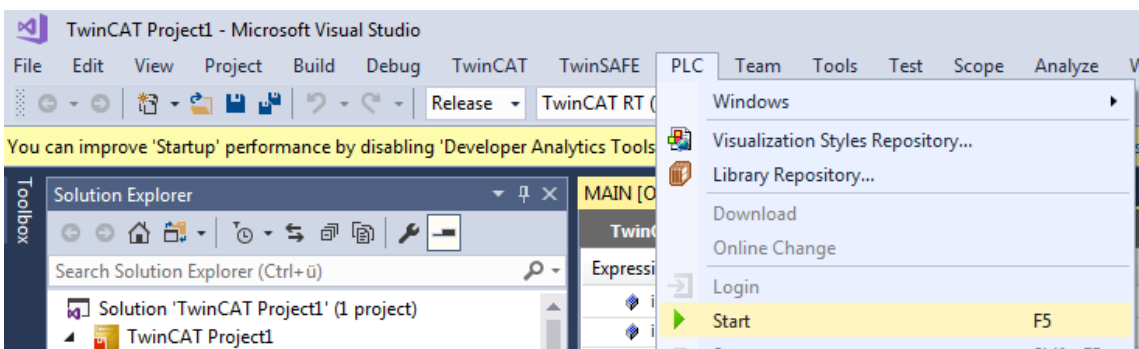 TwinCAT Project1 - Microsoft Visual Studio
File Edit View Project Build Debug TwinCAT TwinSAFE PLC Team Tools Test Scope Analyze
Release TwinCAT RT (
Windows
You can improve 'Startup' performance by disabling 'Developer Analytics Tools
Visualization Styles Repository...
Library Repository...
Download
Online Change
Login
Start F5
Toolbox
Solution Explorer
MAIN [O
Search Solution Explorer (Ctrl+ü)
Expressi
Solution 'TwinCAT Project1' (1 project)
TwinCAT Project1